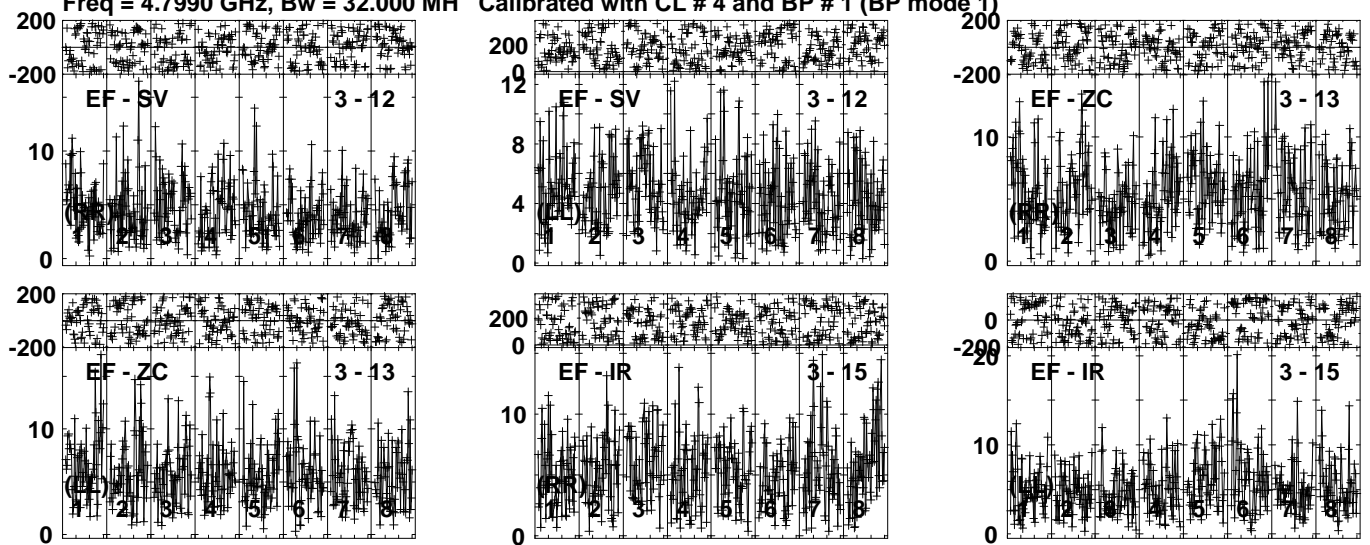 Freq = 4.7990 GHz, Bw = 32.000 MH Calibrated with CL # 4 and BP # 1 (BP mode 1)
200
-200
EF - SV 3 - 12
10
(RR)
1 2 3 4 5 6 7 8
0
200
0
12
EF - SV 3 - 12
8
4
(LL)
1 2 3 4 5 6 7 8
0
200
-200
EF - ZC 3 - 13
10
(RR)
1 2 3 4 5 6 7 8
0
200
-200
EF - ZC 3 - 13
10
(LL)
1 2 3 4 5 6 7 8
0
200
0
EF - IR 3 - 15
10
(RR)
1 2 3 4 5 6 7 8
0
0
-200
20
EF - IR 3 - 15
10
(LL)
1 2 3 4 5 6 7 8
0